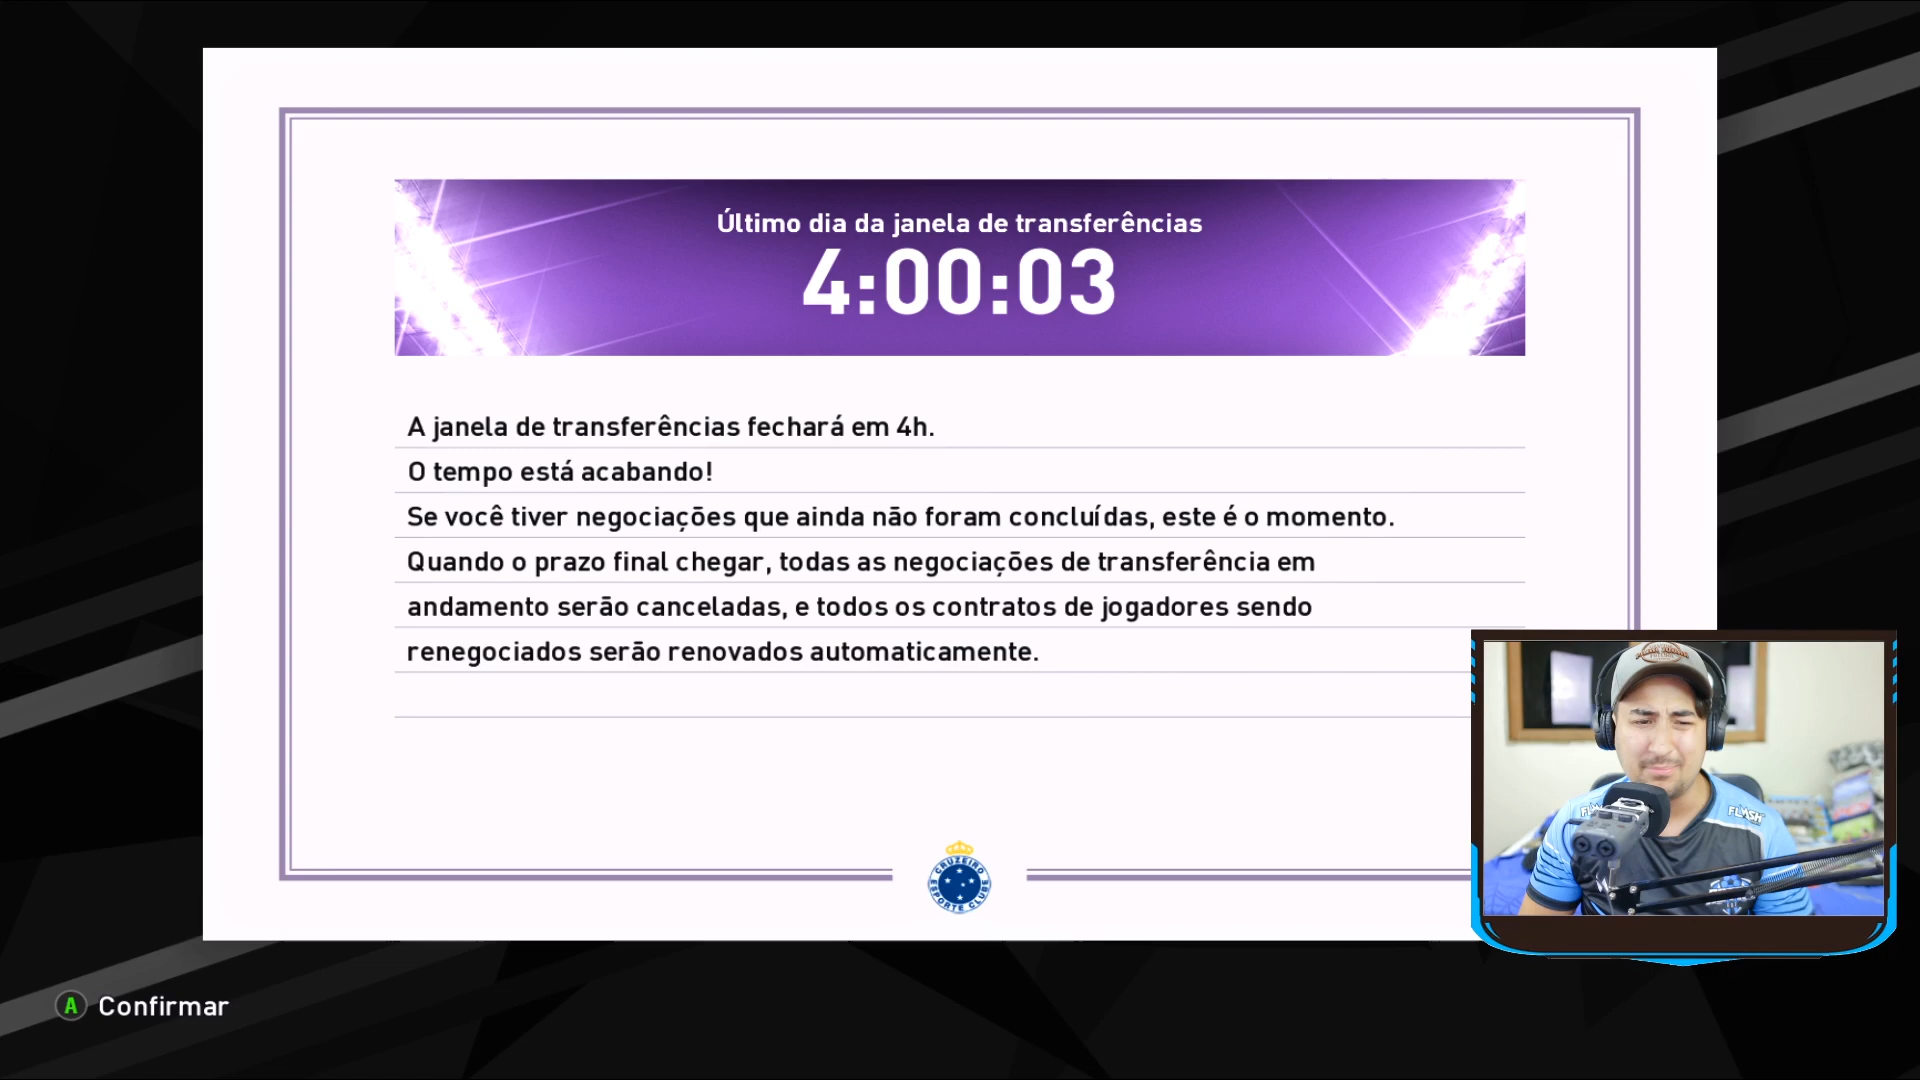 Último dia da janela de transferências
4:00:03
A janela de transferências fechará em 4h.
O tempo está acabando!
Se você tiver negociações que ainda não foram concluídas, este é o momento.
Quando o prazo final chegar, todas as negociações de transferência em
andamento serão canceladas, e todos os contratos de jogadores sendo
renegociados serão renovados automaticamente.
CRUZEIRO
ESPORTE CLUBE
FLASH
A Confirmar